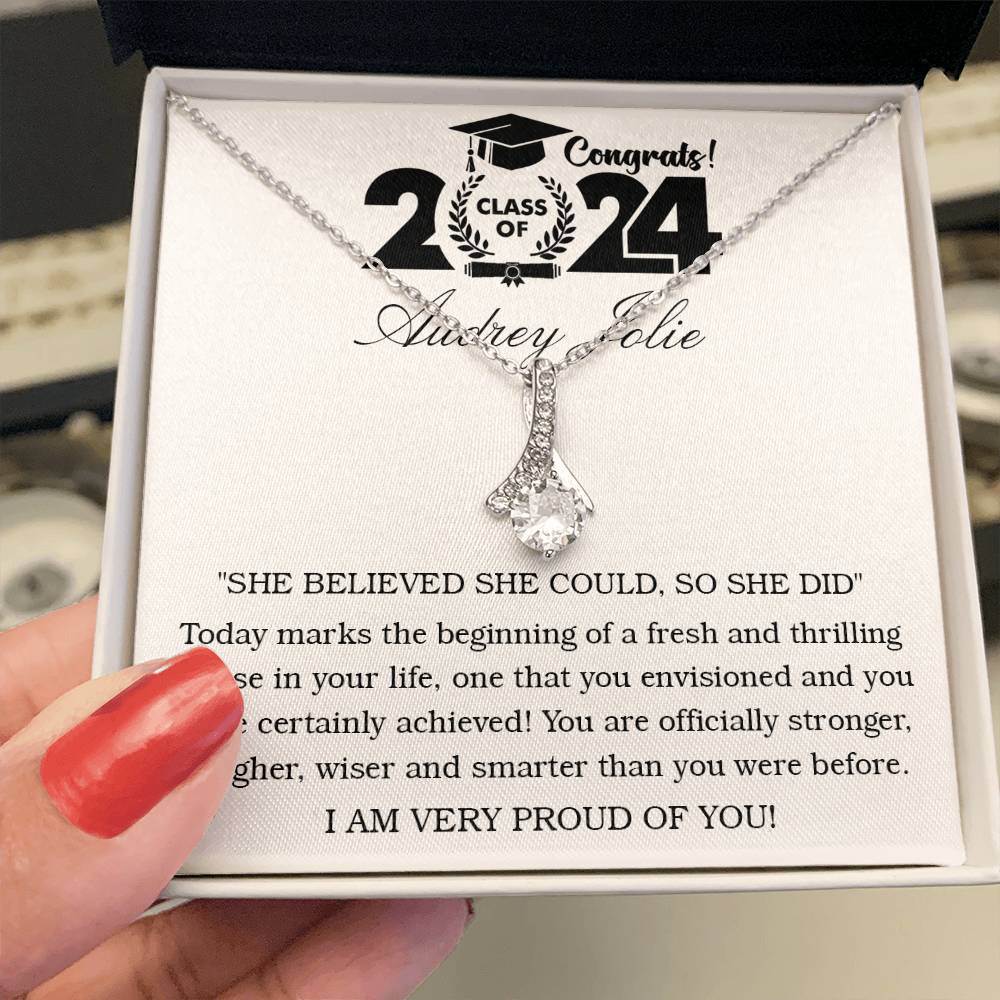 Congrats!
2024
CLASS
OF
Audrey Jolie
"SHE BELIEVED SHE COULD, SO SHE DID"
Today marks the beginning of a fresh and thrilling
se in your life, one that you envisioned and you
e certainly achieved! You are officially stronger,
gher, wiser and smarter than you were before.
I AM VERY PROUD OF YOU!